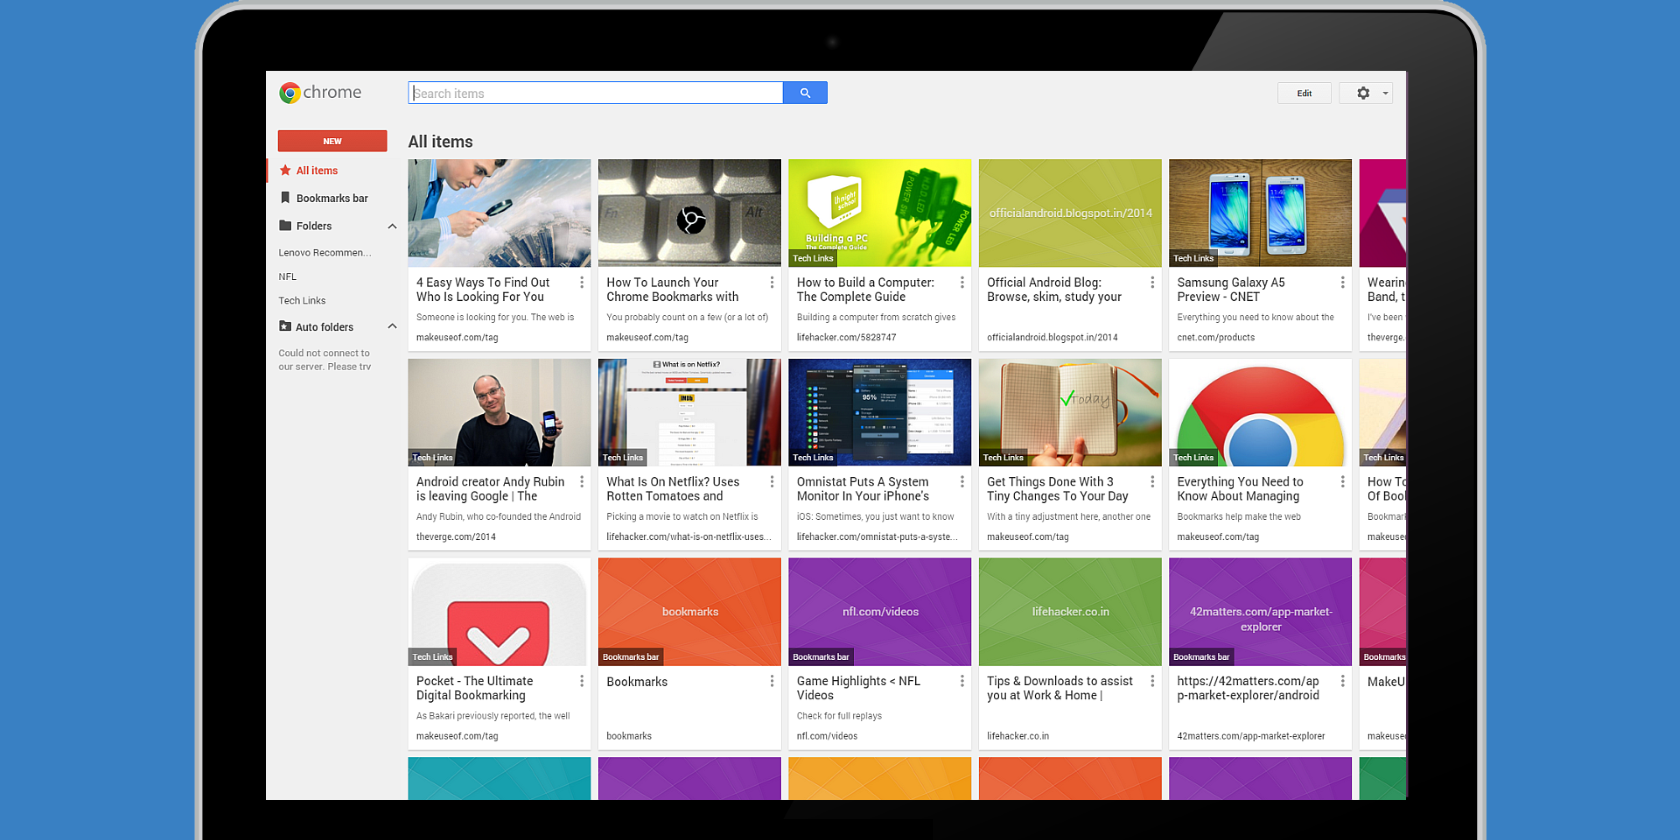 chrome
Search items
Edit
NEW
All items
Bookmarks bar
Folders
Lenovo Recommen...
NFL
Tech Links
Auto folders
Could not connect to
our server. Please try
All items
Fn
Alt
Building a PC
The Complete Guide
POWER LED
Tech Links
officialandroid.blogspot.in/2014
Tech Links
4 Easy Ways To Find Out
Who Is Looking For You
Someone is looking for you. The web is
makeuseof.com/tag
How To Launch Your
Chrome Bookmarks with
You probably count on a few (or a lot of)
makeuseof.com/tag
How to Build a Computer:
The Complete Guide
Building a computer from scratch gives
lifehacker.com/5828747
Official Android Blog:
Browse, skim, study your
officialandroid.blogspot.in/2014
Samsung Galaxy A5
Preview - CNET
Everything you need to know about the
cnet.com/products
Wearin
Band, t
I've been
theverge.
Tech Links
What is on Netflix?
Tech Links
98%
Tech Links
Today
Tech Links
Tech Links
Tech Links
Android creator Andy Rubin
is leaving Google | The
Andy Rubin, who co-founded the Android
theverge.com/2014
What Is On Netflix? Uses
Rotten Tomatoes and
Picking a movie to watch on Netflix is
lifehacker.com/what-is-on-netflix-uses...
Omnistat Puts A System
Monitor In Your iPhone's
iOS: Sometimes, you just want to know
lifehacker.com/omnistat-puts-a-syste...
Get Things Done With 3
Tiny Changes To Your Day
With a tiny adjustment here, another one
makeuseof.com/tag
Everything You Need to
Know About Managing
Bookmarks help make the web
makeuseof.com/tag
How To
Of Bool
Bookmar
makeuse
Tech Links
bookmarks
nfl.com/videos
Bookmarks bar
lifehacker.co.in
42matters.com/app-market-
explorer
Bookmarks bar
Bookmarks
Pocket - The Ultimate
Digital Bookmarking
As Bakari previously reported, the well
makeuseof.com/tag
Bookmarks
bookmarks
Bookmarks bar
Game Highlights < NFL
Videos
Check for full replays
nfl.com/videos
Tips & Downloads to assist
you at Work & Home |
lifehacker.co.in
https://42matters.com/ap
p-market-explorer/android
42matters.com/app-market-explorer
MakeU
makeuse